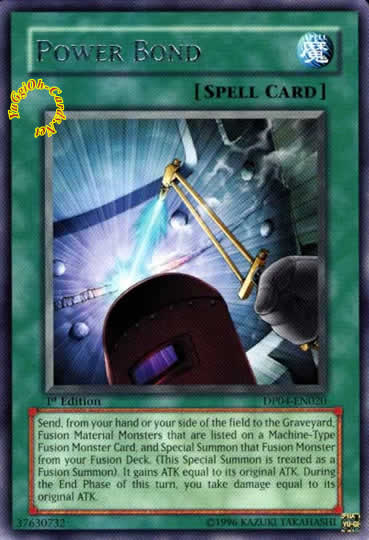 Power Bond
SPELL
魔
YuGiOh-Cards.Net
[ Spell Card ]
1st Edition
DP04-EN020
Send, from your hand or your side of the field to the Graveyard,
Fusion Material Monsters that are listed on a Machine-Type
Fusion Monster Card, and Special Summon that Fusion Monster
from your Fusion Deck. (This Special Summon is treated as a
Fusion Summon). It gains ATK equal to its original ATK. During
the End Phase of this turn, you take damage equal to its
original ATK.
37630732
©1996 KAZUKI TAKAHASHI